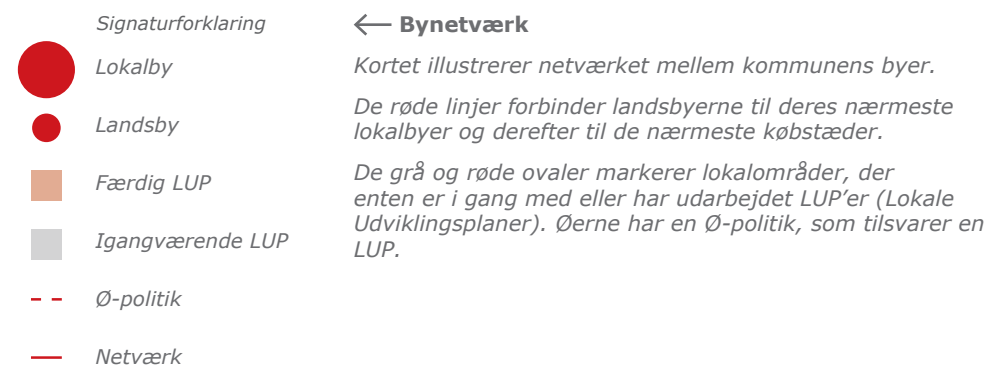 Signaturforklaring
Lokalby
Landsby
Færdig LUP
Igangværende LUP
Ø-politik
Netværk
← Bynetværk
Kortet illustrerer netværket mellem kommunens byer.
De røde linjer forbinder landsbyerne til deres nærmeste
lokalbyer og derefter til de nærmeste købstæder.
De grå og røde ovaler markerer lokalområder, der
enten er i gang med eller har udarbejdet LUP’er (Lokale
Udviklingsplaner). Øerne har en Ø-politik, som tilsvarer en
LUP.